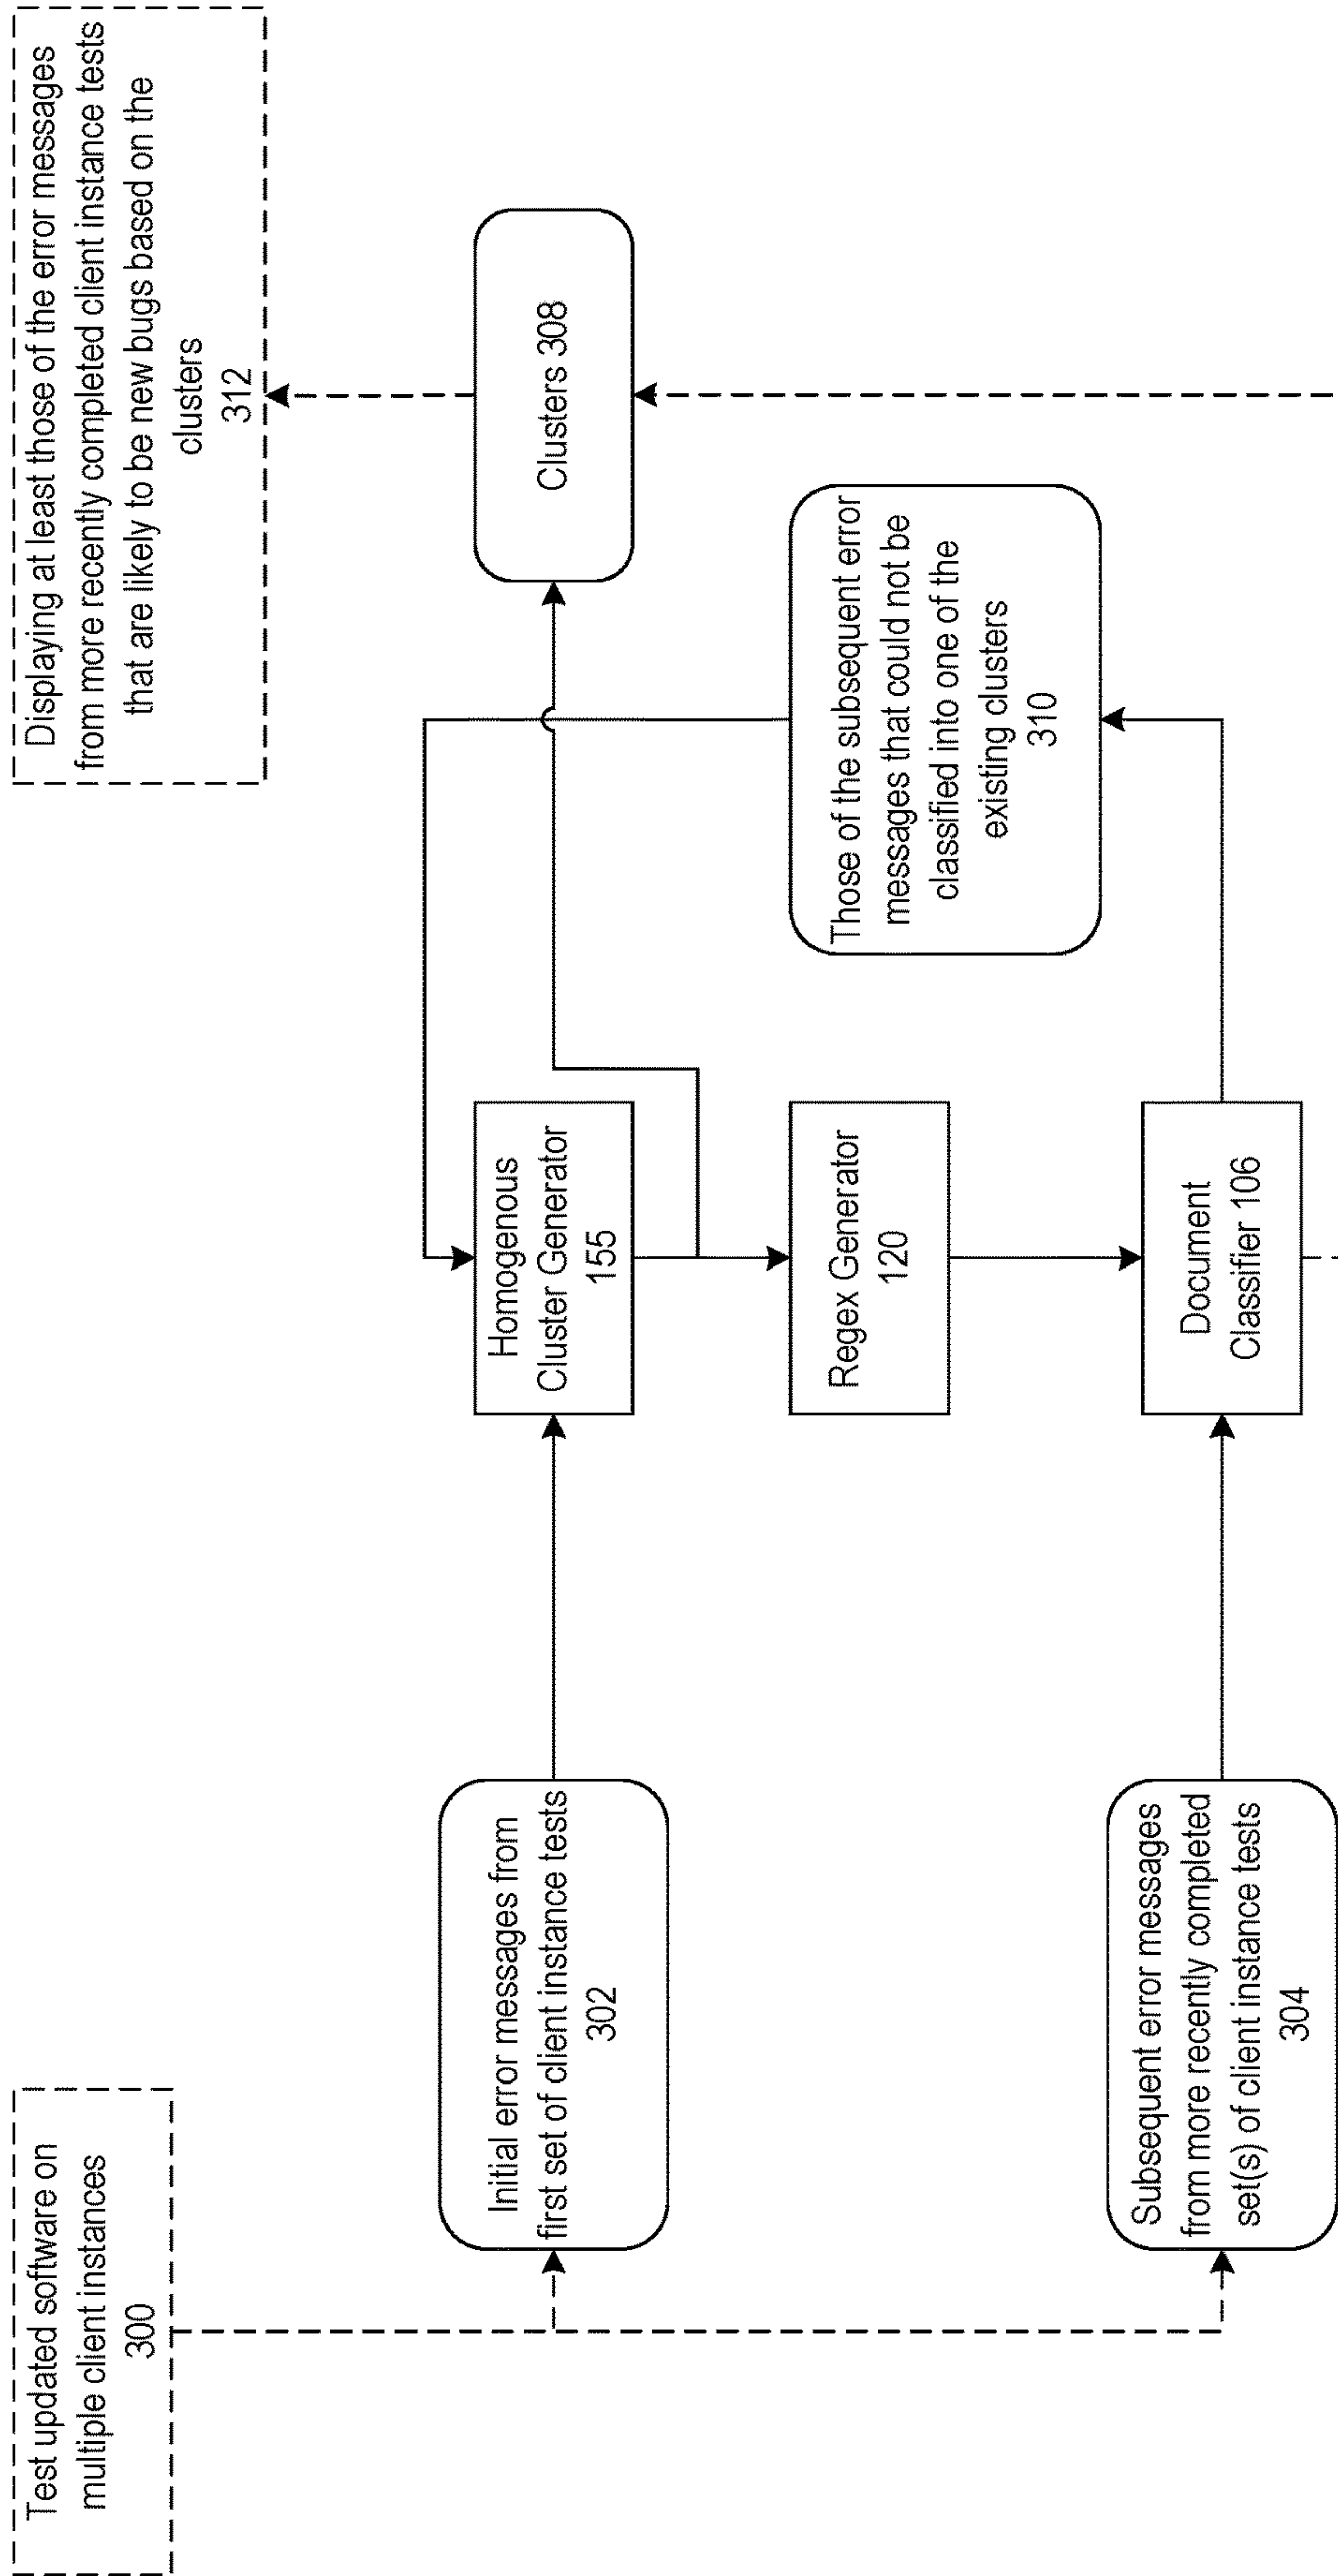 Test updated software on
multiple client instances
300
Initial error messages from
first set of client instance tests
302
Subsequent error messages
from more recently completed
set(s) of client instance tests
304
Homogenous
Cluster Generator
155
Regex Generator
120
Document
Classifier 106
Those of the subsequent error
messages that could not be
classified into one of the
existing clusters
310
Clusters 308
Displaying at least those of the error messages
from more recently completed client instance tests
that are likely to be new bugs based on the
clusters
312